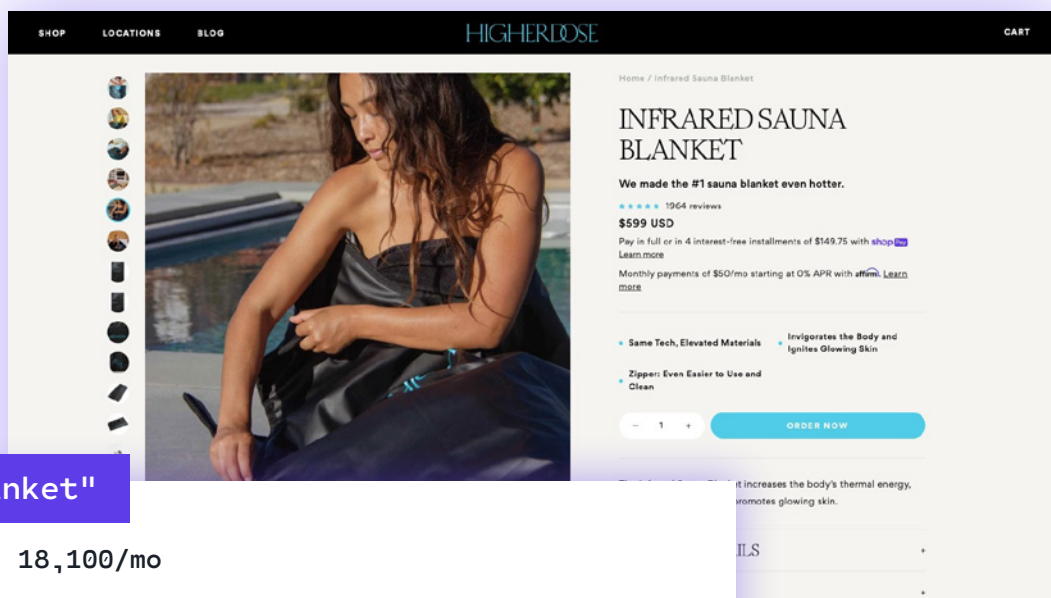 SHOP LOCATIONS BLOG HIGHERDOSE CART
Home / Infrared Sauna Blanket
INFRARED SAUNA
BLANKET
We made the #1 sauna blanket even hotter.
1964 reviews
$599 USD
Pay in full or in 4 interest-free installments of $149.75 with shop Pay
Learn more
Monthly payments of $50/mo starting at 0% APR with affirm. Learn
more
Same Tech, Elevated Materials
Invigorates the Body and
Ignites Glowing Skin
Zipper: Even Easier to Use and
Clean
− 1 + ORDER NOW
increases the body's thermal energy,
promotes glowing skin.
nket"
18,100/mo